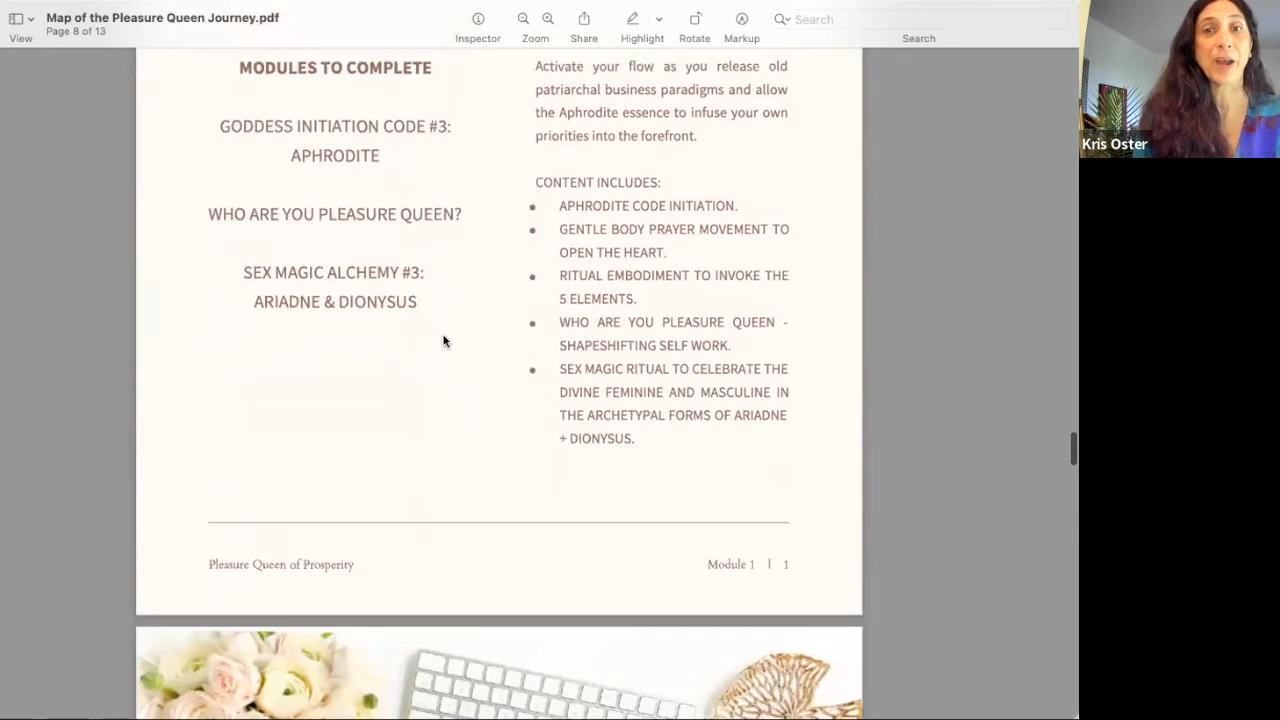 Map of the Pleasure Queen Journey.pdf
Page 8 of 13
View
Inspector
Zoom
Share
Highlight
Rotate
Markup
Search
Search
Kris Oster
MODULES TO COMPLETE
GODDESS INITIATION CODE #3:
APHRODITE
WHO ARE YOU PLEASURE QUEEN?
SEX MAGIC ALCHEMY #3:
ARIADNE & DIONYSUS
Activate your flow as you release old
patriarchal business paradigms and allow
the Aphrodite essence to infuse your own
priorities into the forefront.
CONTENT INCLUDES:
● APHRODITE CODE INITIATION.
● GENTLE BODY PRAYER MOVEMENT TO
OPEN THE HEART.
● RITUAL EMBODIMENT TO INVOKE THE
5 ELEMENTS.
● WHO ARE YOU PLEASURE QUEEN -
SHAPESHIFTING SELF WORK.
● SEX MAGIC RITUAL TO CELEBRATE THE
DIVINE FEMININE AND MASCULINE IN
THE ARCHETYPAL FORMS OF ARIADNE
+ DIONYSUS.
Pleasure Queen of Prosperity
Module 1 | 1